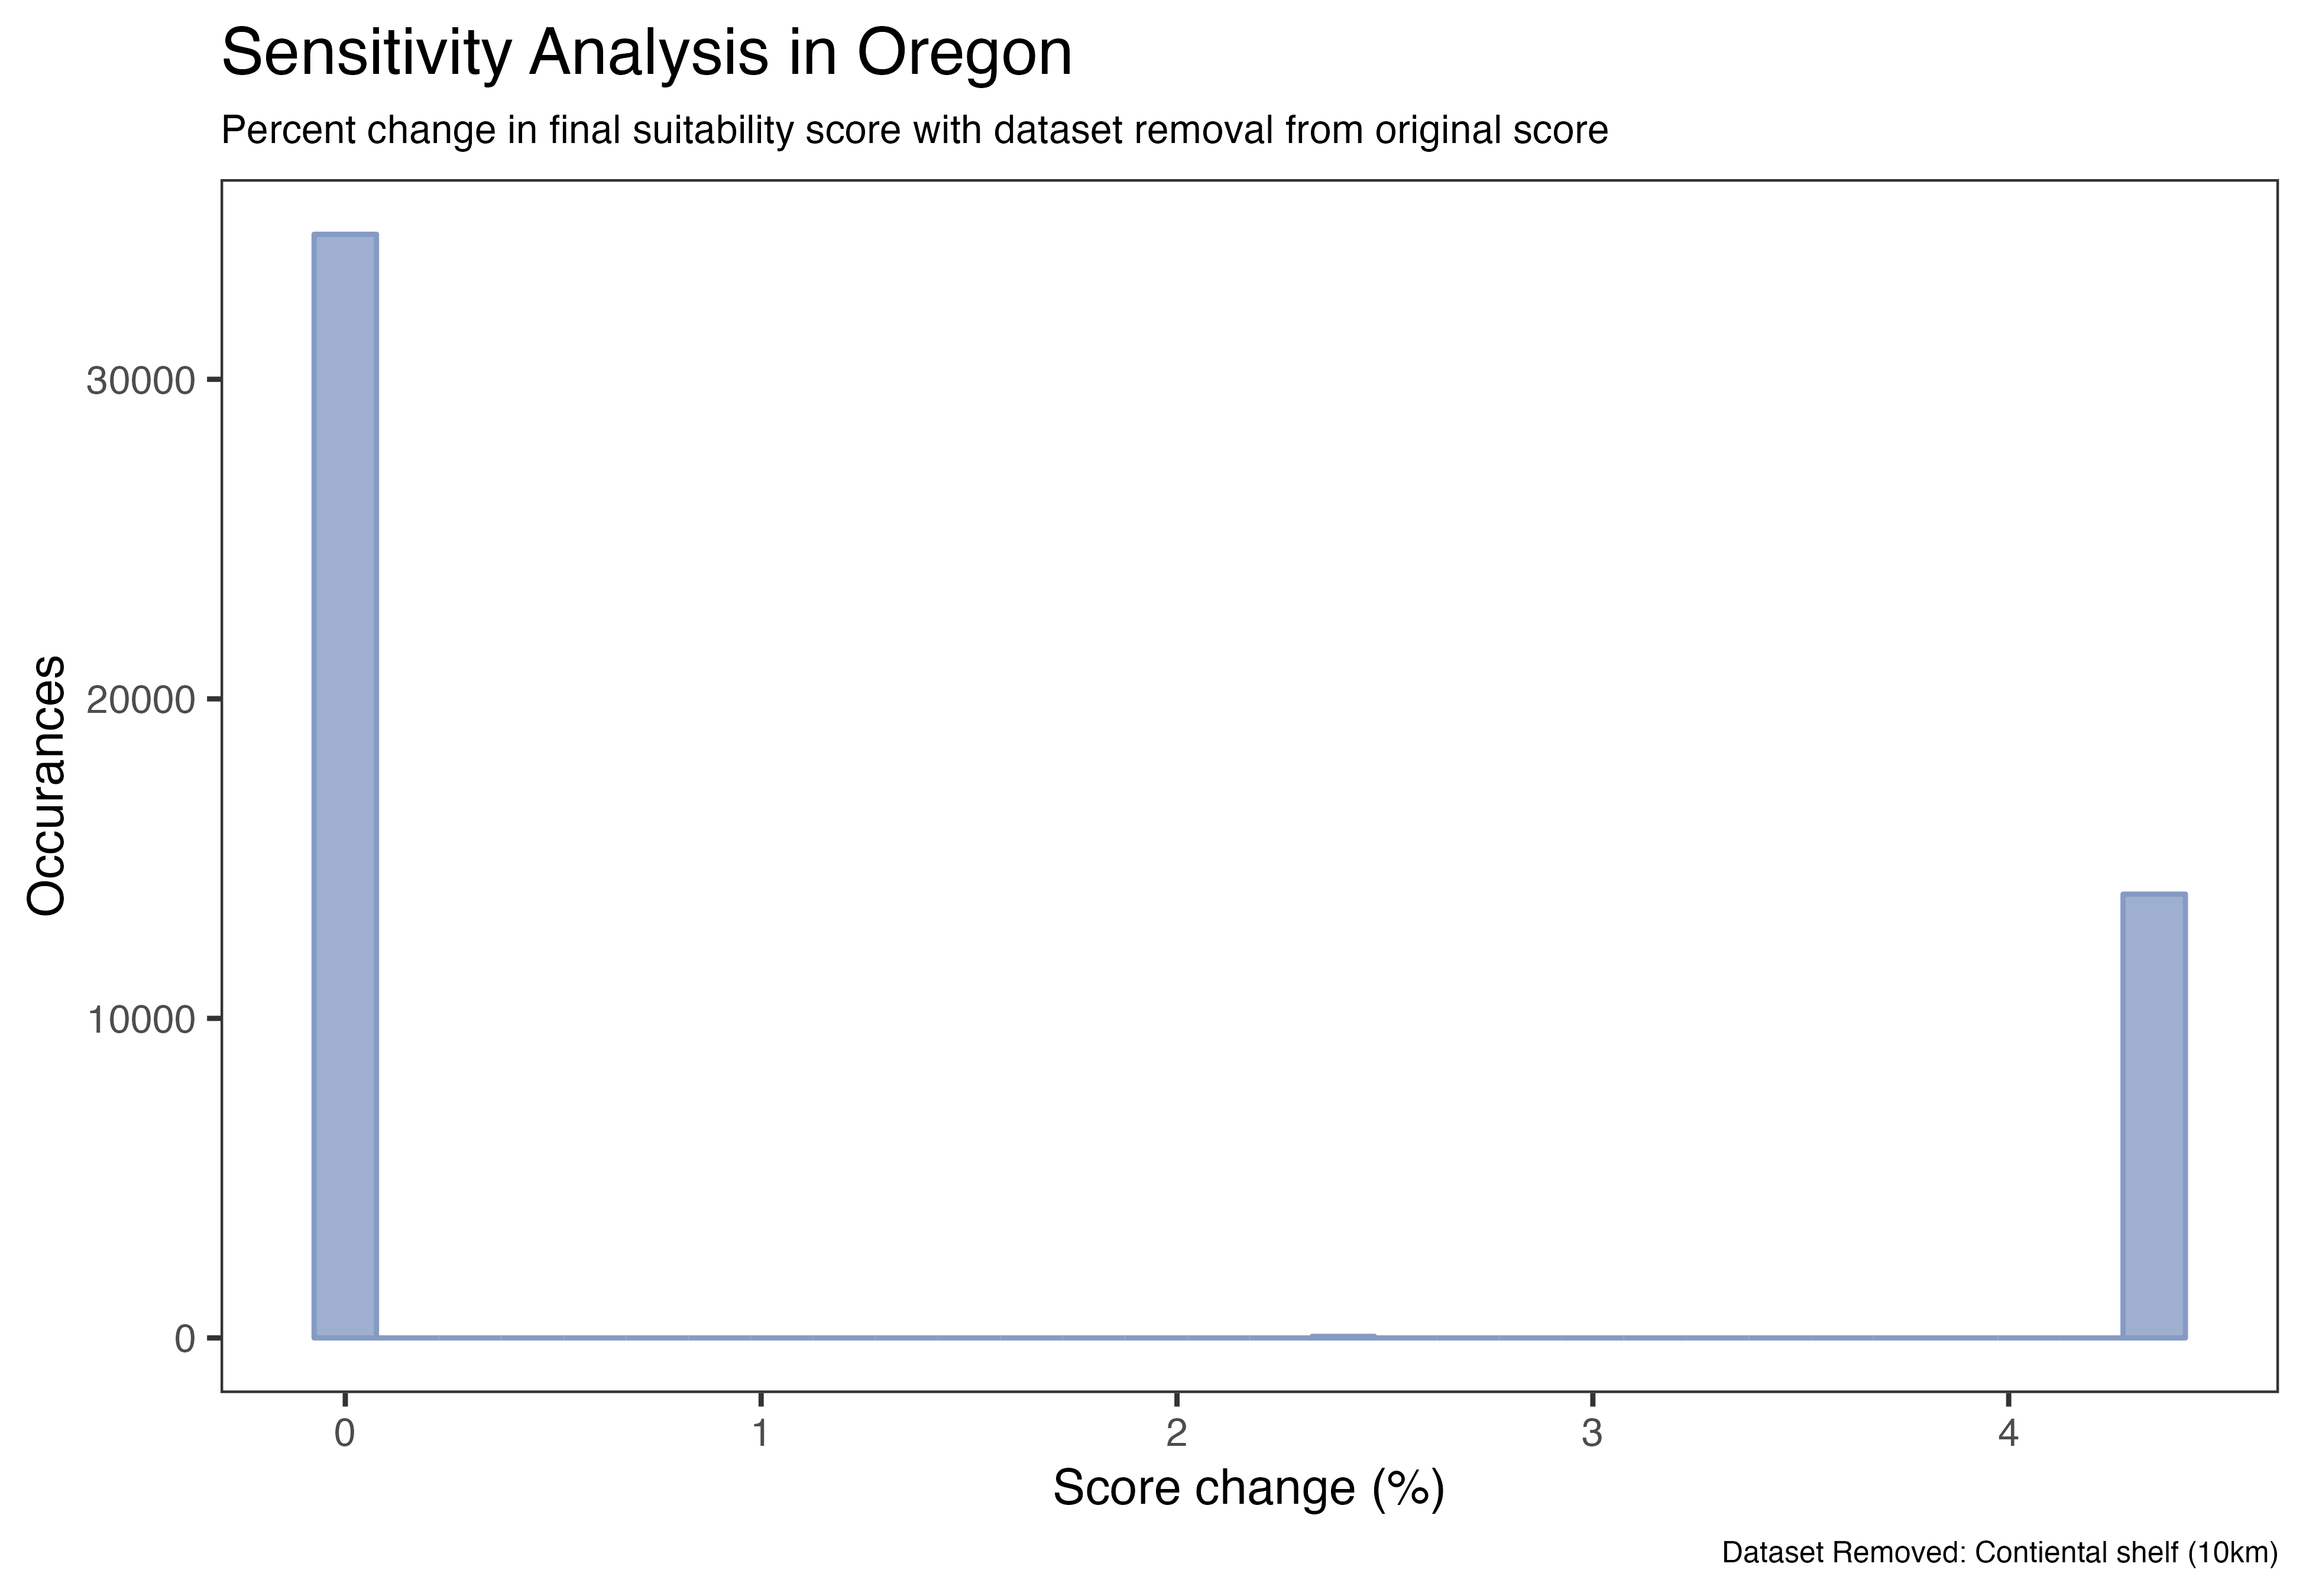 Sensitivity Analysis in Oregon
Percent change in final suitability score with dataset removal from original score
Occurances
30000
20000
10000
0
0 1 2 3 4
Score change (%)
Dataset Removed: Contiental shelf (10km)